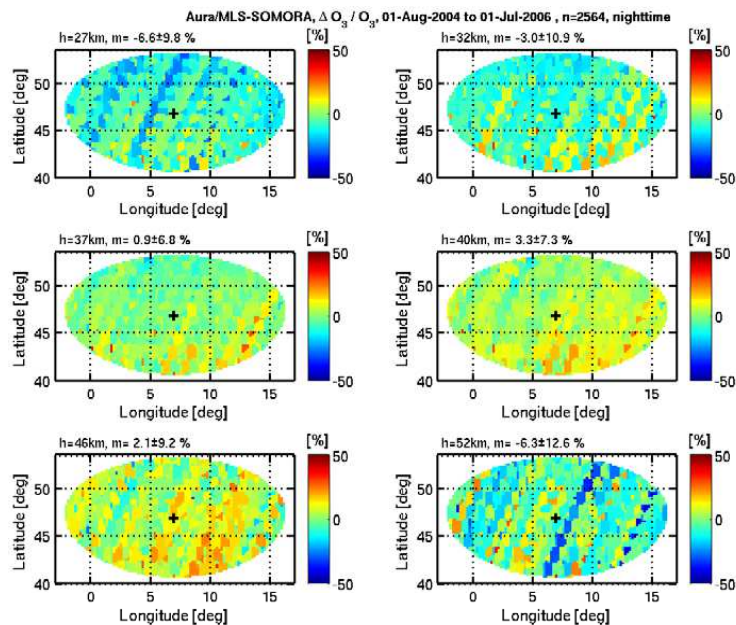 Aura/MLS-SOMORA, Δ O3 / O3, 01-Aug-2004 to 01-Jul-2006 , n=2564, nighttime
h=27km, m= -6.6±9.8 %
[%]
50
0
-50
50
45
40
Latitude [deg]
0 5 10 15
Longitude [deg]
h=32km, m= -3.0±10.9 %
[%]
50
0
-50
50
45
40
Latitude [deg]
0 5 10 15
Longitude [deg]
h=37km, m= 0.9±6.8 %
[%]
50
0
-50
50
45
40
Latitude [deg]
0 5 10 15
Longitude [deg]
h=40km, m= 3.3±7.3 %
[%]
50
0
-50
50
45
40
Latitude [deg]
0 5 10 15
Longitude [deg]
h=46km, m= 2.1±9.2 %
[%]
50
0
-50
50
45
40
Latitude [deg]
0 5 10 15
Longitude [deg]
h=52km, m= -6.3±12.6 %
[%]
50
0
-50
50
45
40
Latitude [deg]
0 5 10 15
Longitude [deg]